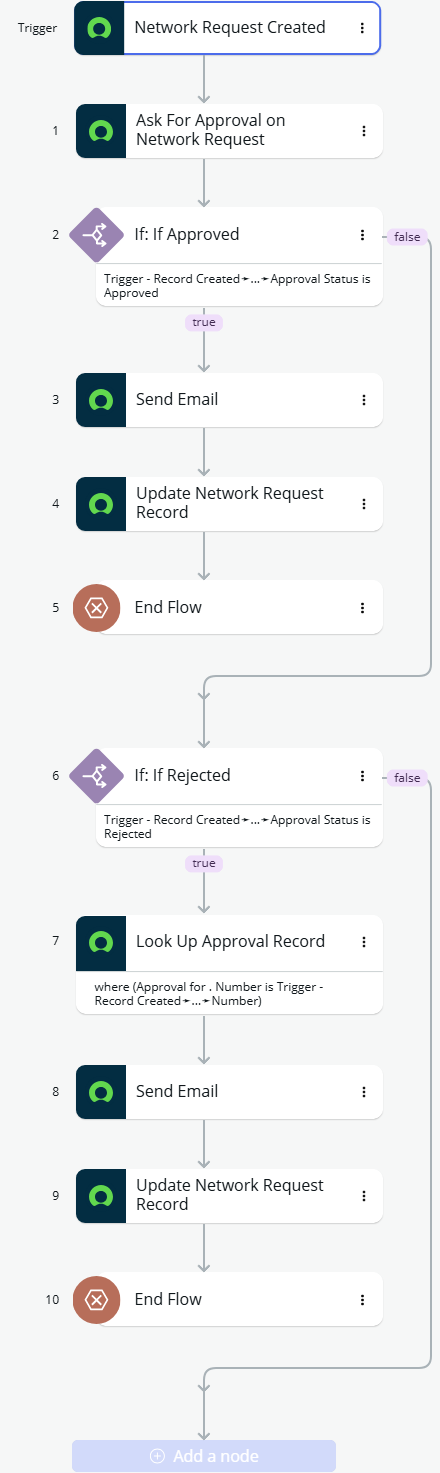 Trigger
Network Request Created
1
Ask For Approval on
Network Request
2
If: If Approved
false
Trigger - Record Created➛...➛Approval Status is
Approved
true
3
Send Email
4
Update Network Request
Record
5
End Flow
6
If: If Rejected
false
Trigger - Record Created➛...➛Approval Status is
Rejected
true
7
Look Up Approval Record
where (Approval for . Number is Trigger -
Record Created➛...➛Number)
8
Send Email
9
Update Network Request
Record
10
End Flow
Add a node